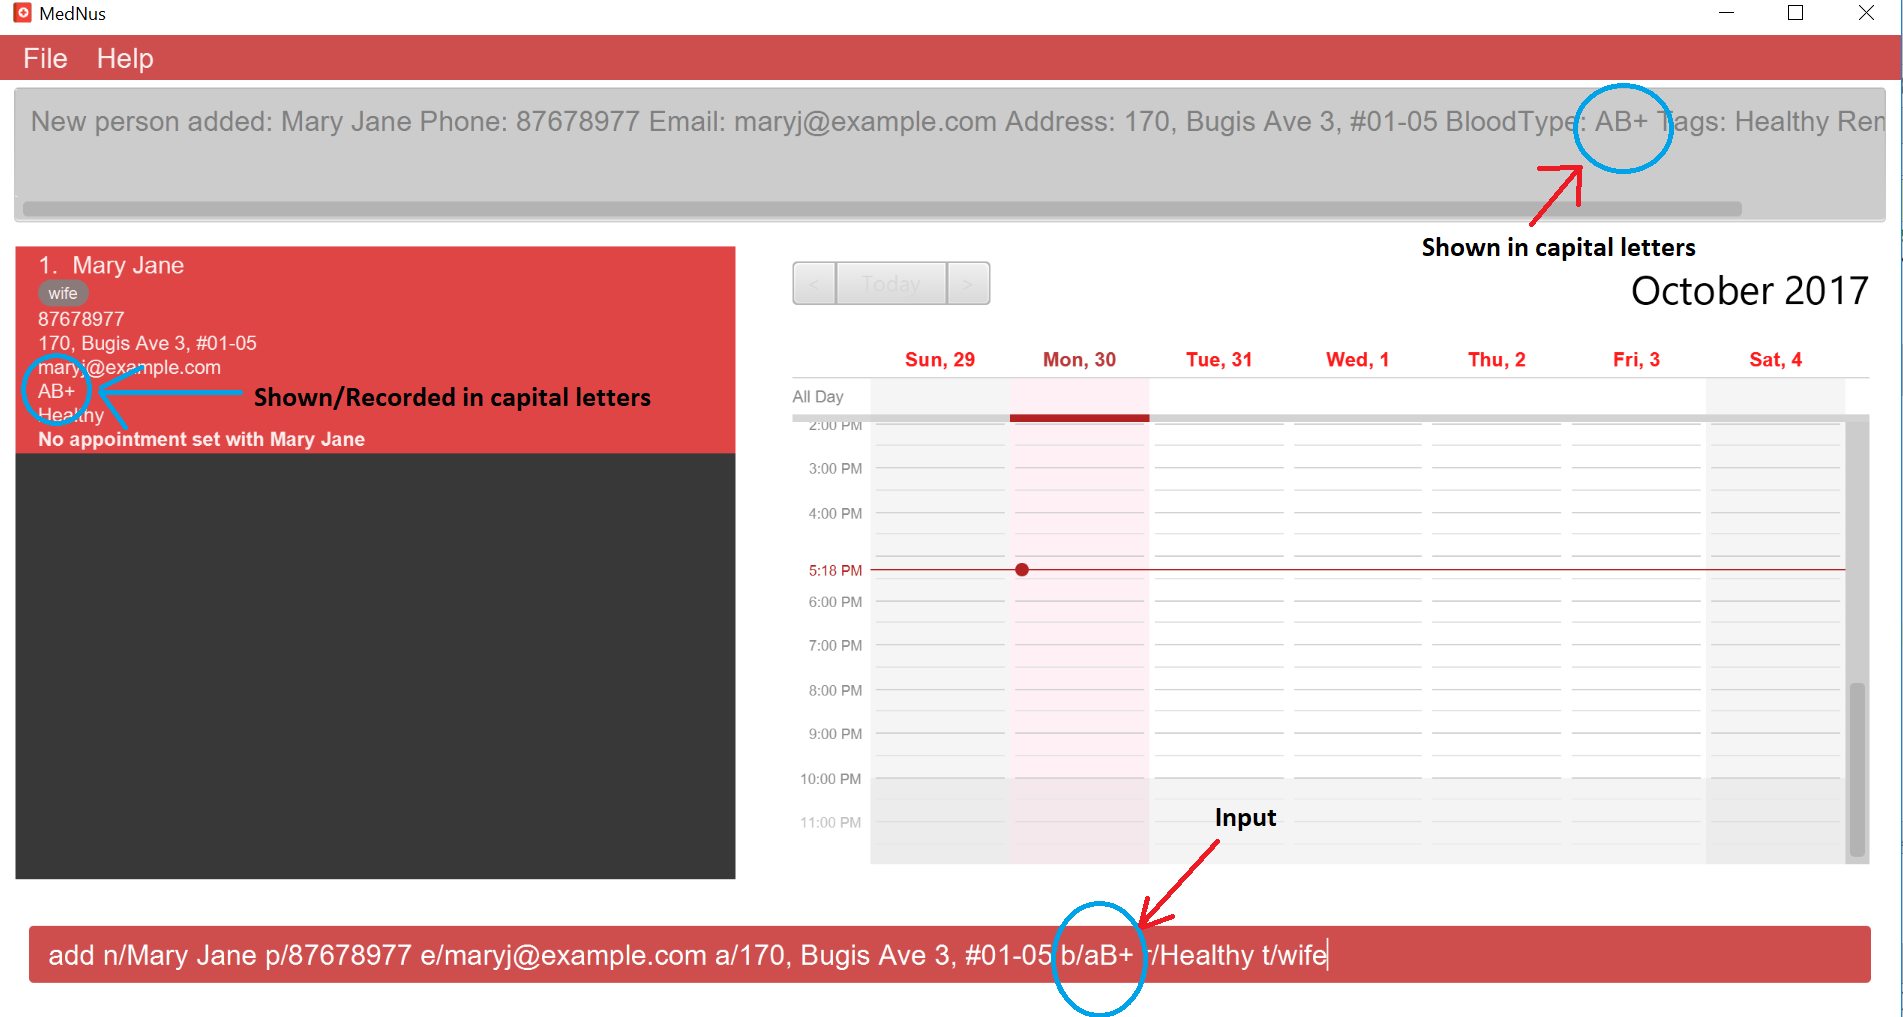 MedNus
File Help
New person added: Mary Jane Phone: 87678977 Email: maryj@example.com Address: 170, Bugis Ave 3, #01-05 BloodType: AB+ Tags: Healthy Rem
Shown in capital letters
1. Mary Jane
wife
87678977
170, Bugis Ave 3, #01-05
maryj@example.com
AB+
Healthy
No appointment set with Mary Jane
Shown/Recorded in capital letters
< Today >
October 2017
Sun, 29 Mon, 30 Tue, 31 Wed, 1 Thu, 2 Fri, 3 Sat, 4
All Day
2:00 PM
3:00 PM
4:00 PM
5:18 PM
6:00 PM
7:00 PM
8:00 PM
9:00 PM
10:00 PM
11:00 PM
Input
add n/Mary Jane p/87678977 e/maryj@example.com a/170, Bugis Ave 3, #01-05 b/aB+ r/Healthy t/wife